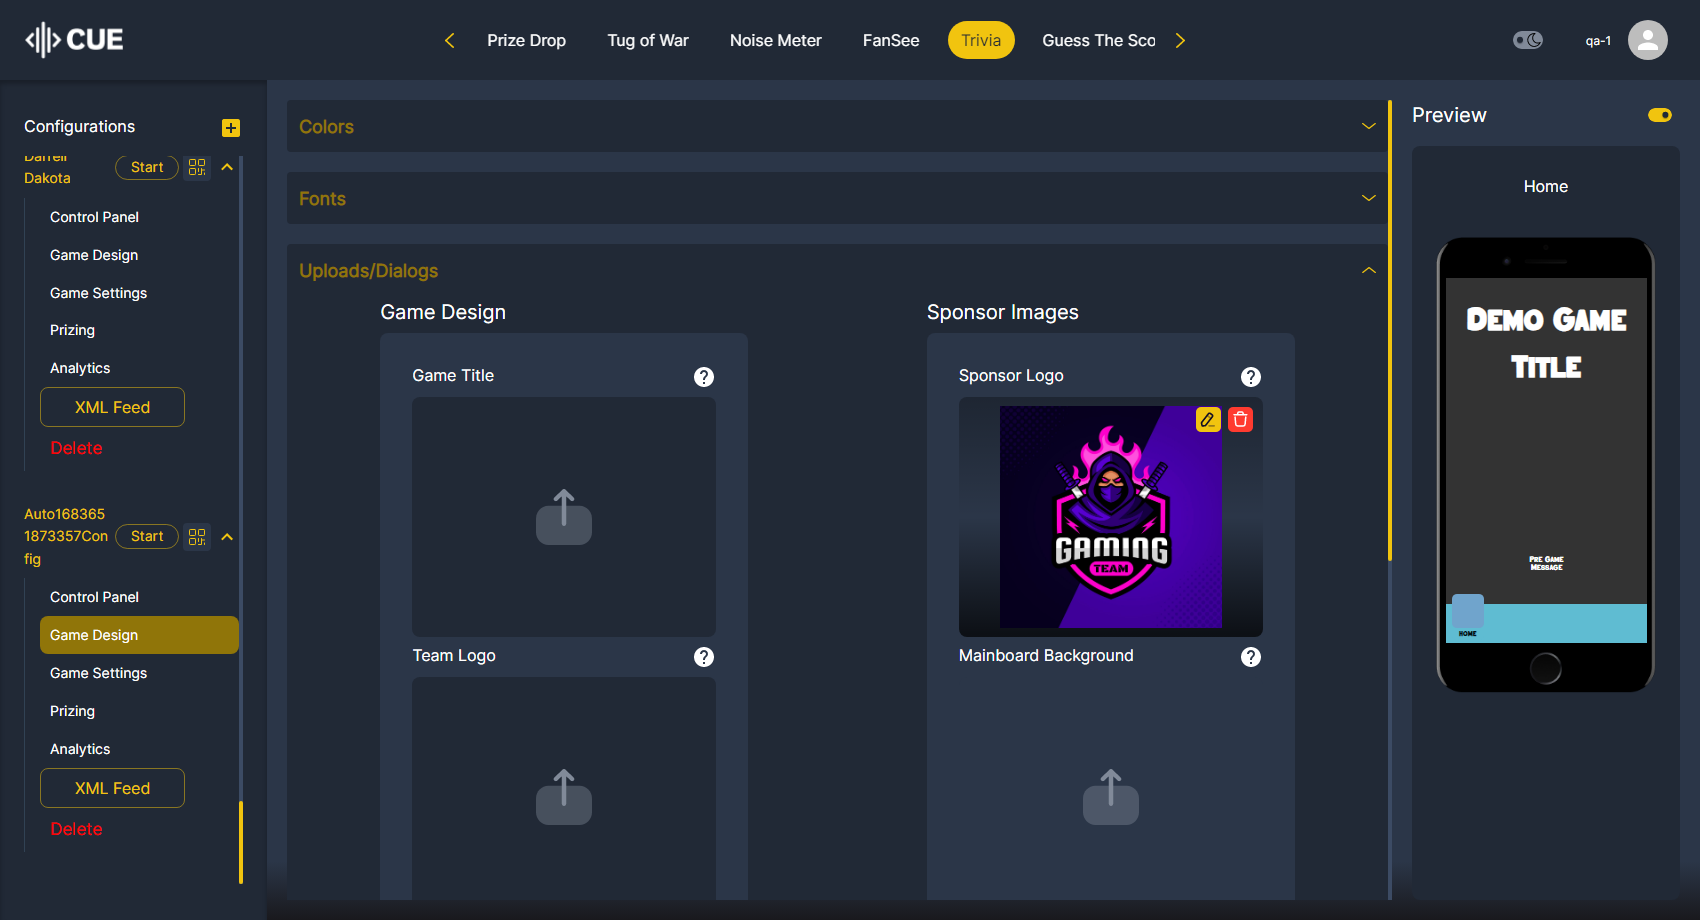 CUE
Prize Drop
Tug of War
Noise Meter
FanSee
Trivia
Guess The Sco
qa-1
Configurations
Darrell
Dakota
Start
Control Panel
Game Design
Game Settings
Prizing
Analytics
XML Feed
Delete
Auto168365
1873357Con
fig
Start
Control Panel
Game Design
Game Settings
Prizing
Analytics
XML Feed
Delete
Colors
Fonts
Uploads/Dialogs
Game Design
Game Title
?
Team Logo
?
Sponsor Images
Sponsor Logo
?
GAMING
TEAM
Mainboard Background
?
Preview
Home
DEMO GAME
TITLE
PRE GAME
MESSAGE
HOME